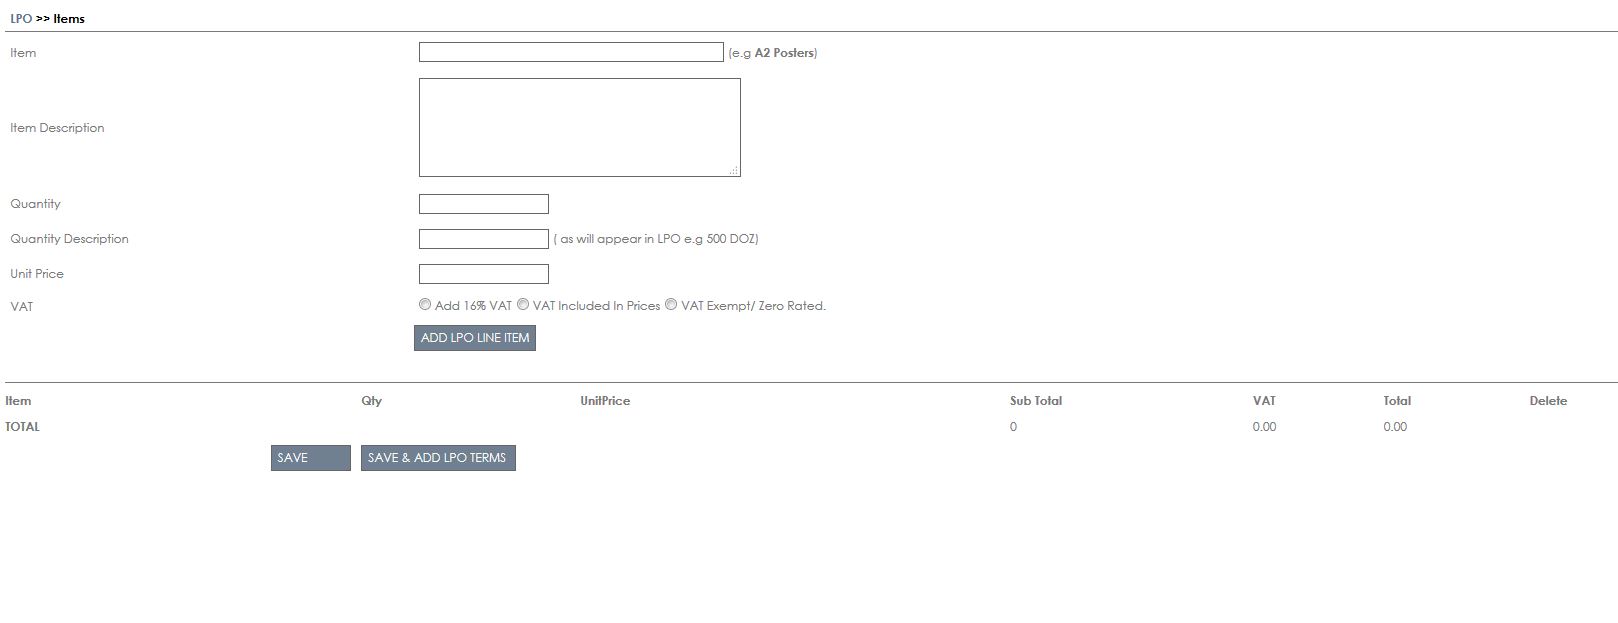 LPO >> Items
Item (e.g A2 Posters)
Item Description
Quantity
Quantity Description ( as will appear in LPO e.g 500 DOZ)
Unit Price
VAT Add 16% VAT VAT Included In Prices VAT Exempt/ Zero Rated.
ADD LPO LINE ITEM
Item Qty UnitPrice Sub Total VAT Total Delete
TOTAL 0 0.00 0.00
SAVE SAVE & ADD LPO TERMS